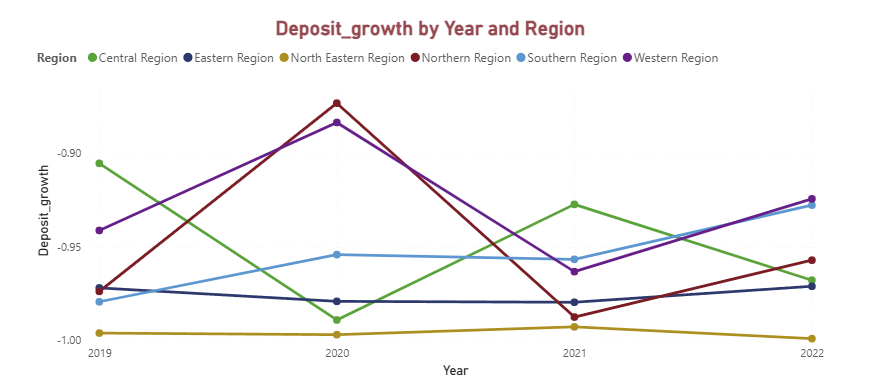 Deposit_growth by Year and Region
Region Central Region Eastern Region North Eastern Region Northern Region Southern Region Western Region
-0.90
-0.95
-1.00
Deposit_growth
2019 2020 2021 2022
Year